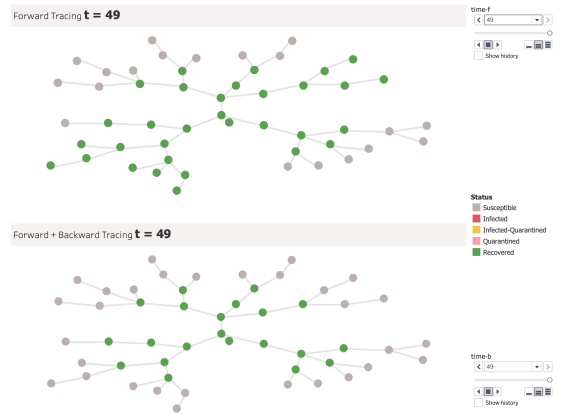 Forward Tracing t = 49
time-f
49
Show history
Status
Susceptible
Infected
Infected-Quarantined
Quarantined
Recovered
Forward + Backward Tracing t = 49
time-b
49
Show history